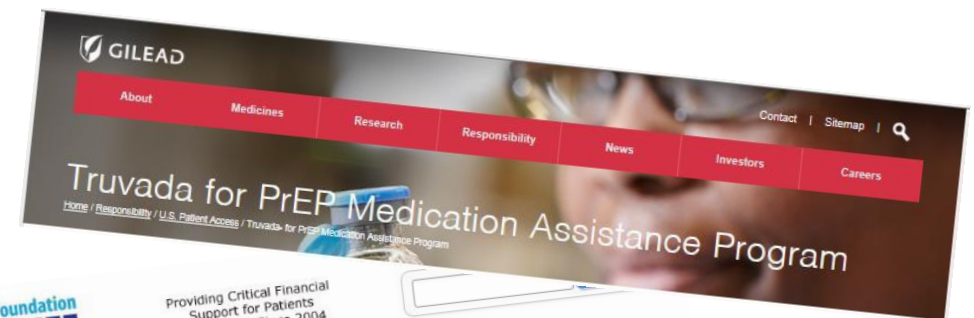 GILEAD
Contact | Sitemap |
About Medicines Research Responsibility News Investors Careers
Truvada for PrEP Medication Assistance Program
Home / Responsibility / U.S. Patient Access / Truvada for PrEP Medication Assistance Program
oundation
Providing Critical Financial
Support for Patients
2004